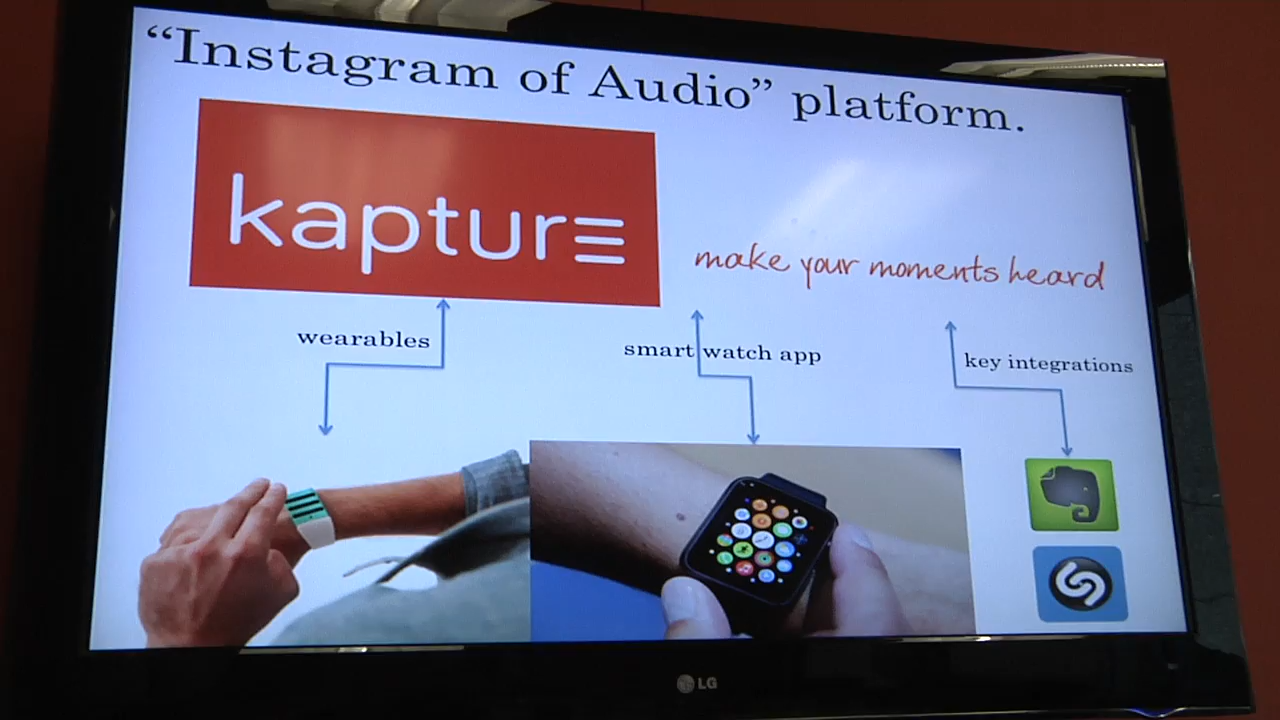 “Instagram of Audio” platform.
kapture
make your moments heard
wearables
smart watch app
key integrations
LG